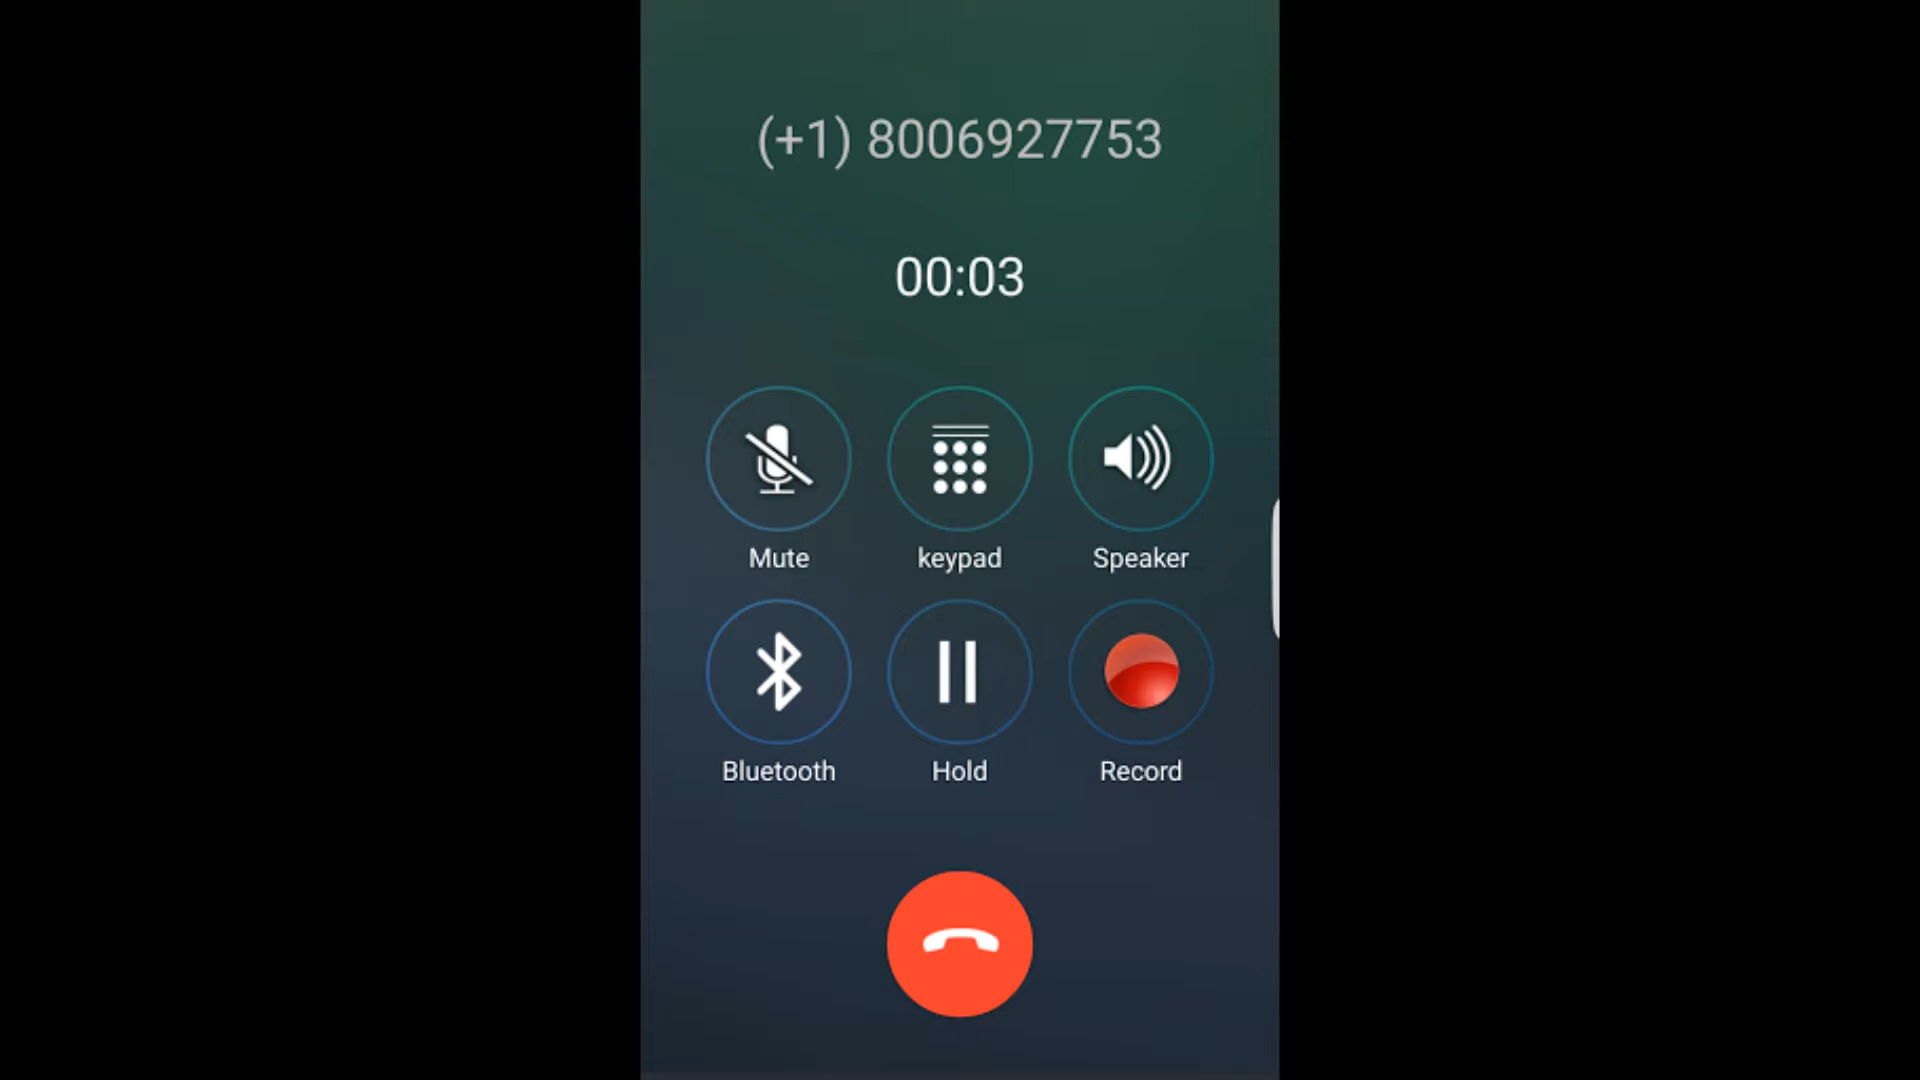 (+1) 8006927753
00:03
Mute keypad Speaker
Bluetooth Hold Record